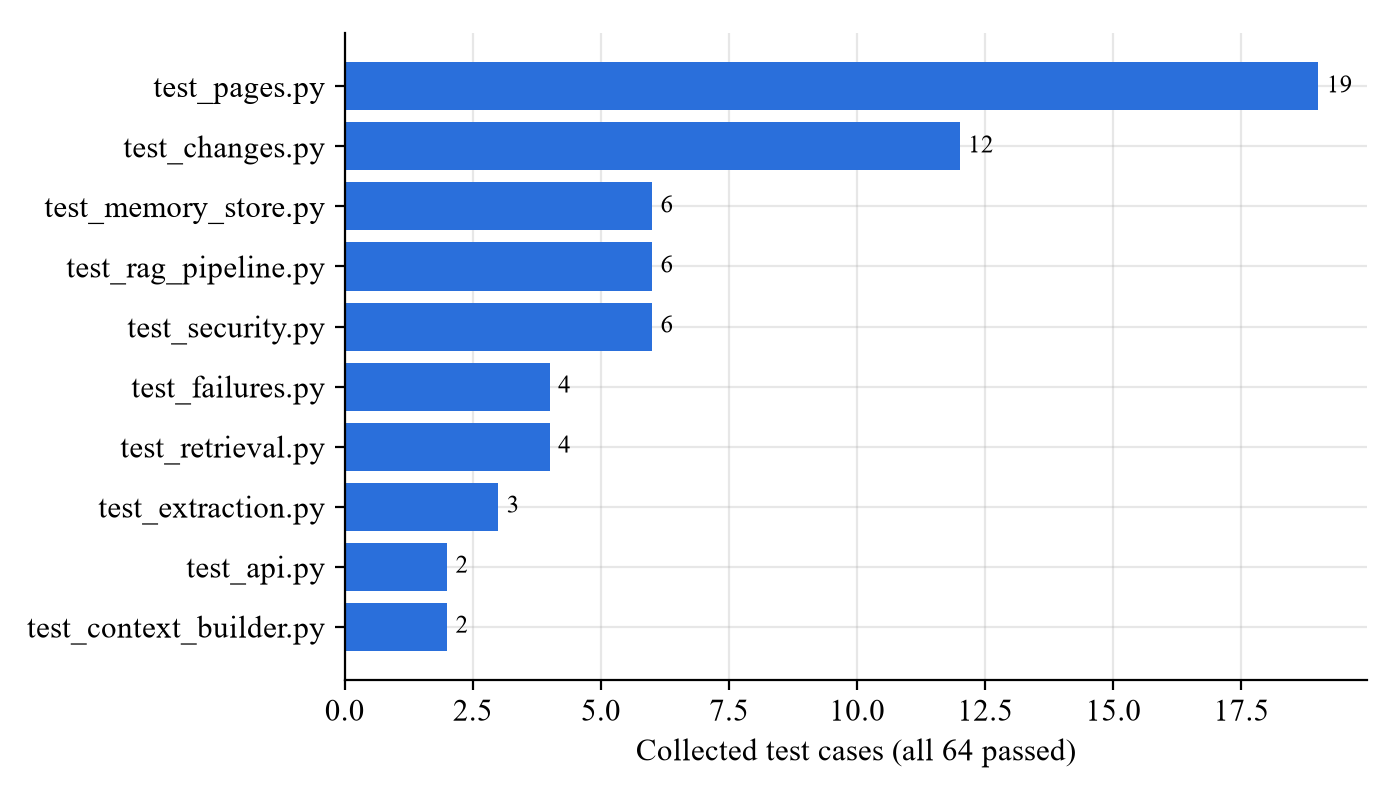 test_pages.py 19
test_changes.py 12
test_memory_store.py 6
test_rag_pipeline.py 6
test_security.py 6
test_failures.py 4
test_retrieval.py 4
test_extraction.py 3
test_api.py 2
test_context_builder.py 2
0.0 2.5 5.0 7.5 10.0 12.5 15.0 17.5
Collected test cases (all 64 passed)